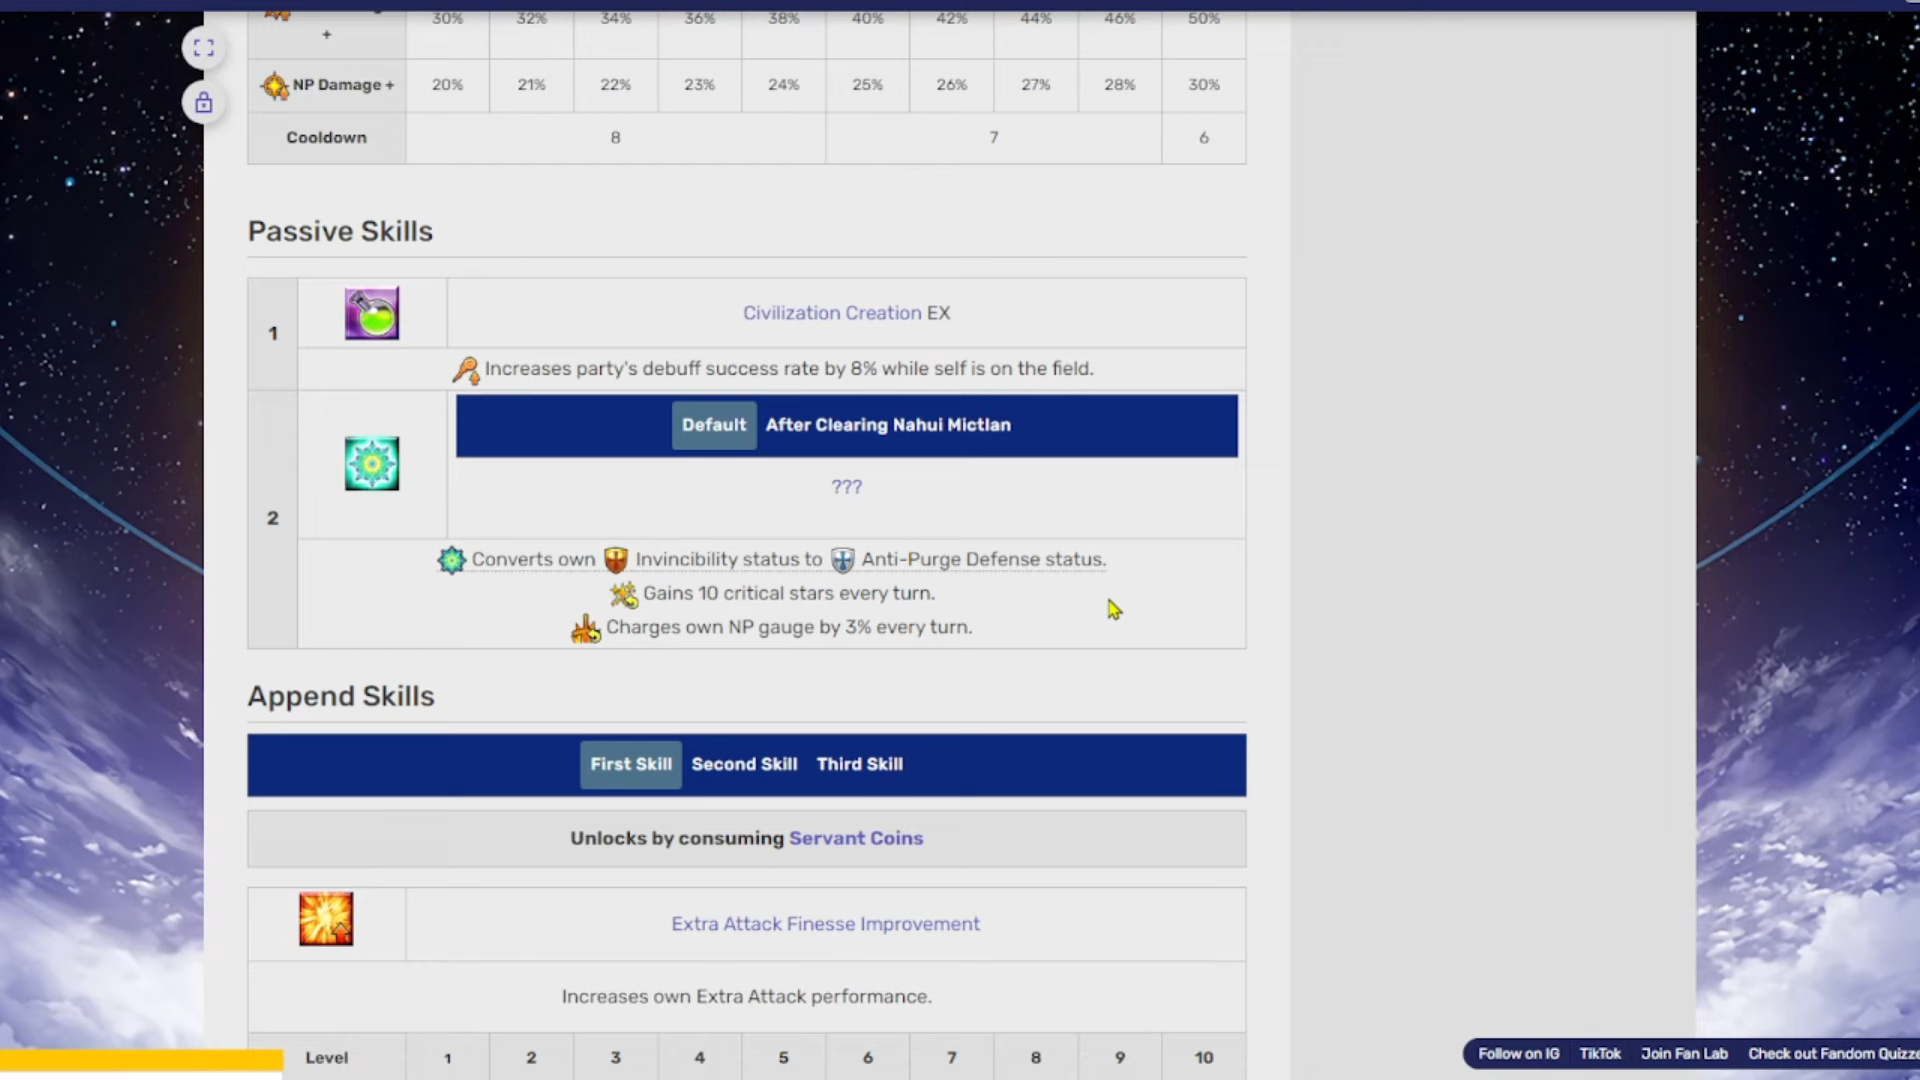 30% 32% 34% 36% 38% 40% 42% 44% 46% 50%
+
NP Damage + 20% 21% 22% 23% 24% 25% 26% 27% 28% 30%
Cooldown 8 7 6
Passive Skills
1 Civilization Creation EX
Increases party's debuff success rate by 8% while self is on the field.
2 Default After Clearing Nahui Mictlan
???
Converts own Invincibility status to Anti-Purge Defense status.
Gains 10 critical stars every turn.
Charges own NP gauge by 3% every turn.
Append Skills
First Skill Second Skill Third Skill
Unlocks by consuming Servant Coins
Extra Attack Finesse Improvement
Increases own Extra Attack performance.
Level 1 2 3 4 5 6 7 8 9 10
Follow on IG TikTok Join Fan Lab Check out Fandom Quizze